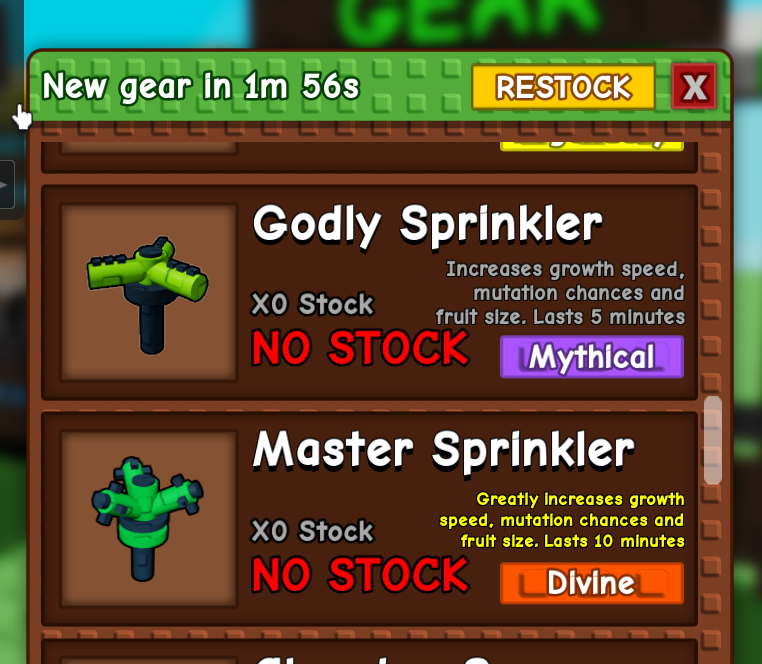 GEAR
New gear in 1m 56s
RESTOCK
X
Godly Sprinkler
Increases growth speed,
mutation chances and
fruit size. Lasts 5 minutes
X0 Stock
NO STOCK
Mythical
Master Sprinkler
Greatly increases growth
speed, mutation chances and
fruit size. Lasts 10 minutes
X0 Stock
NO STOCK
Divine